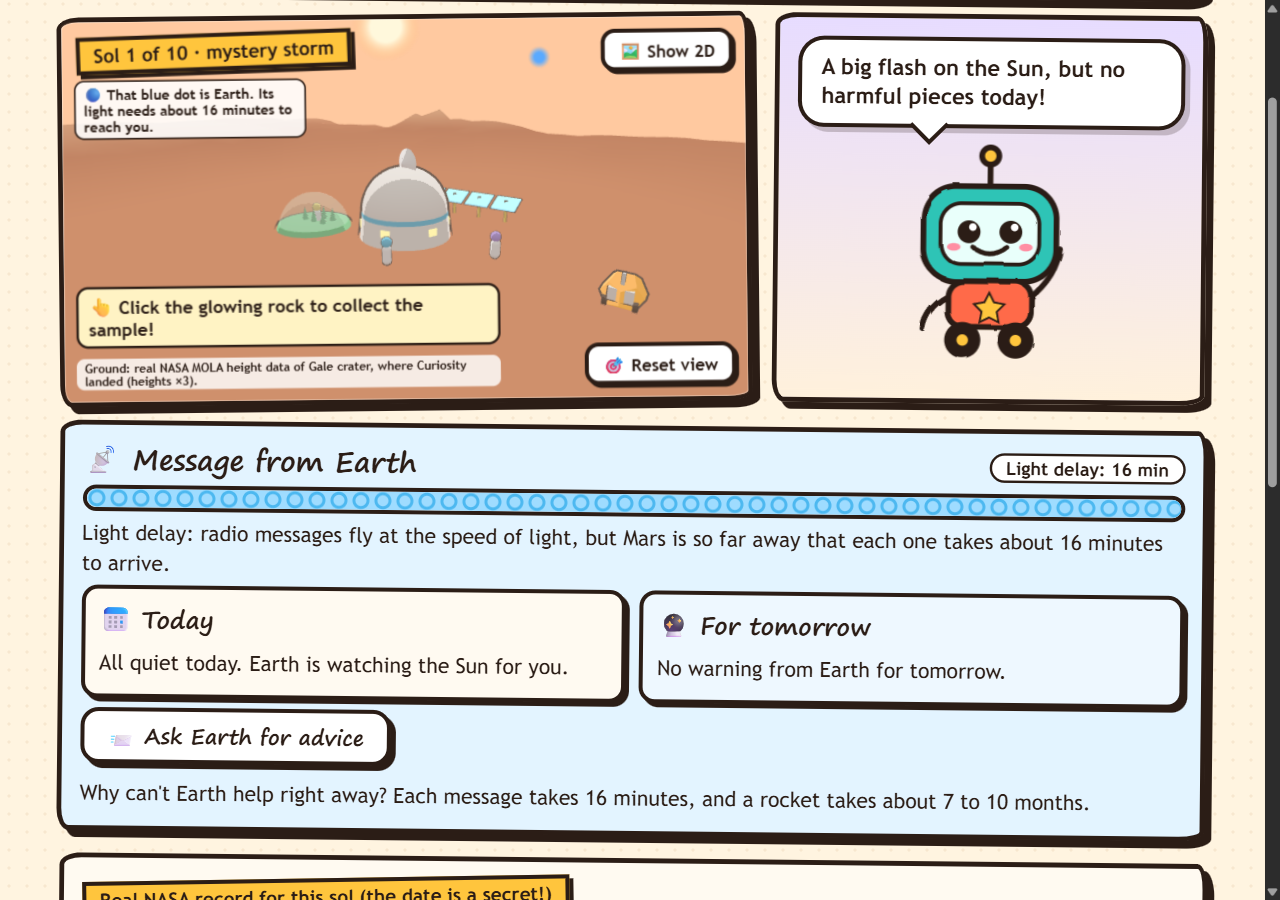 Sol 1 of 10 · mystery storm
Show 2D
That blue dot is Earth. Its
light needs about 16 minutes to
reach you.
Click the glowing rock to collect the
sample!
Ground: real NASA MOLA height data of Gale crater, where Curiosity
landed (heights ×3).
Reset view
A big flash on the Sun, but no
harmful pieces today!
Message from Earth
Light delay: 16 min
Light delay: radio messages fly at the speed of light, but Mars is so far away that each one takes about 16 minutes
to arrive.
Today
All quiet today. Earth is watching the Sun for you.
For tomorrow
No warning from Earth for tomorrow.
Ask Earth for advice
Why can't Earth help right away? Each message takes 16 minutes, and a rocket takes about 7 to 10 months.
Real NASA record for this sol (the date is a secret!)